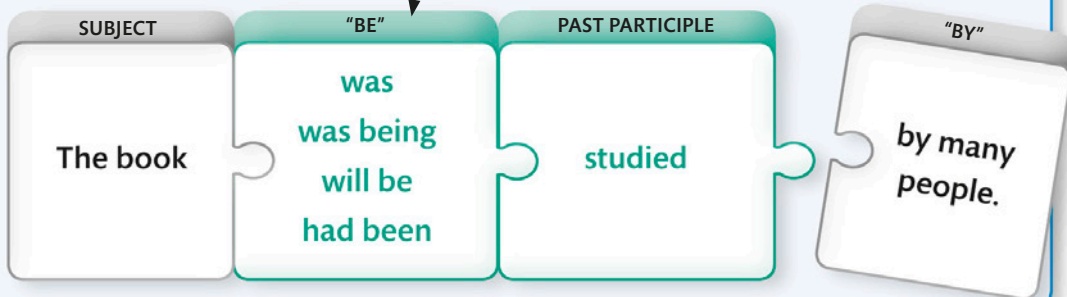 SUBJECT
"BE"
PAST PARTICIPLE
"BY"
The book
was
was being
will be
had been
studied
by many
people.